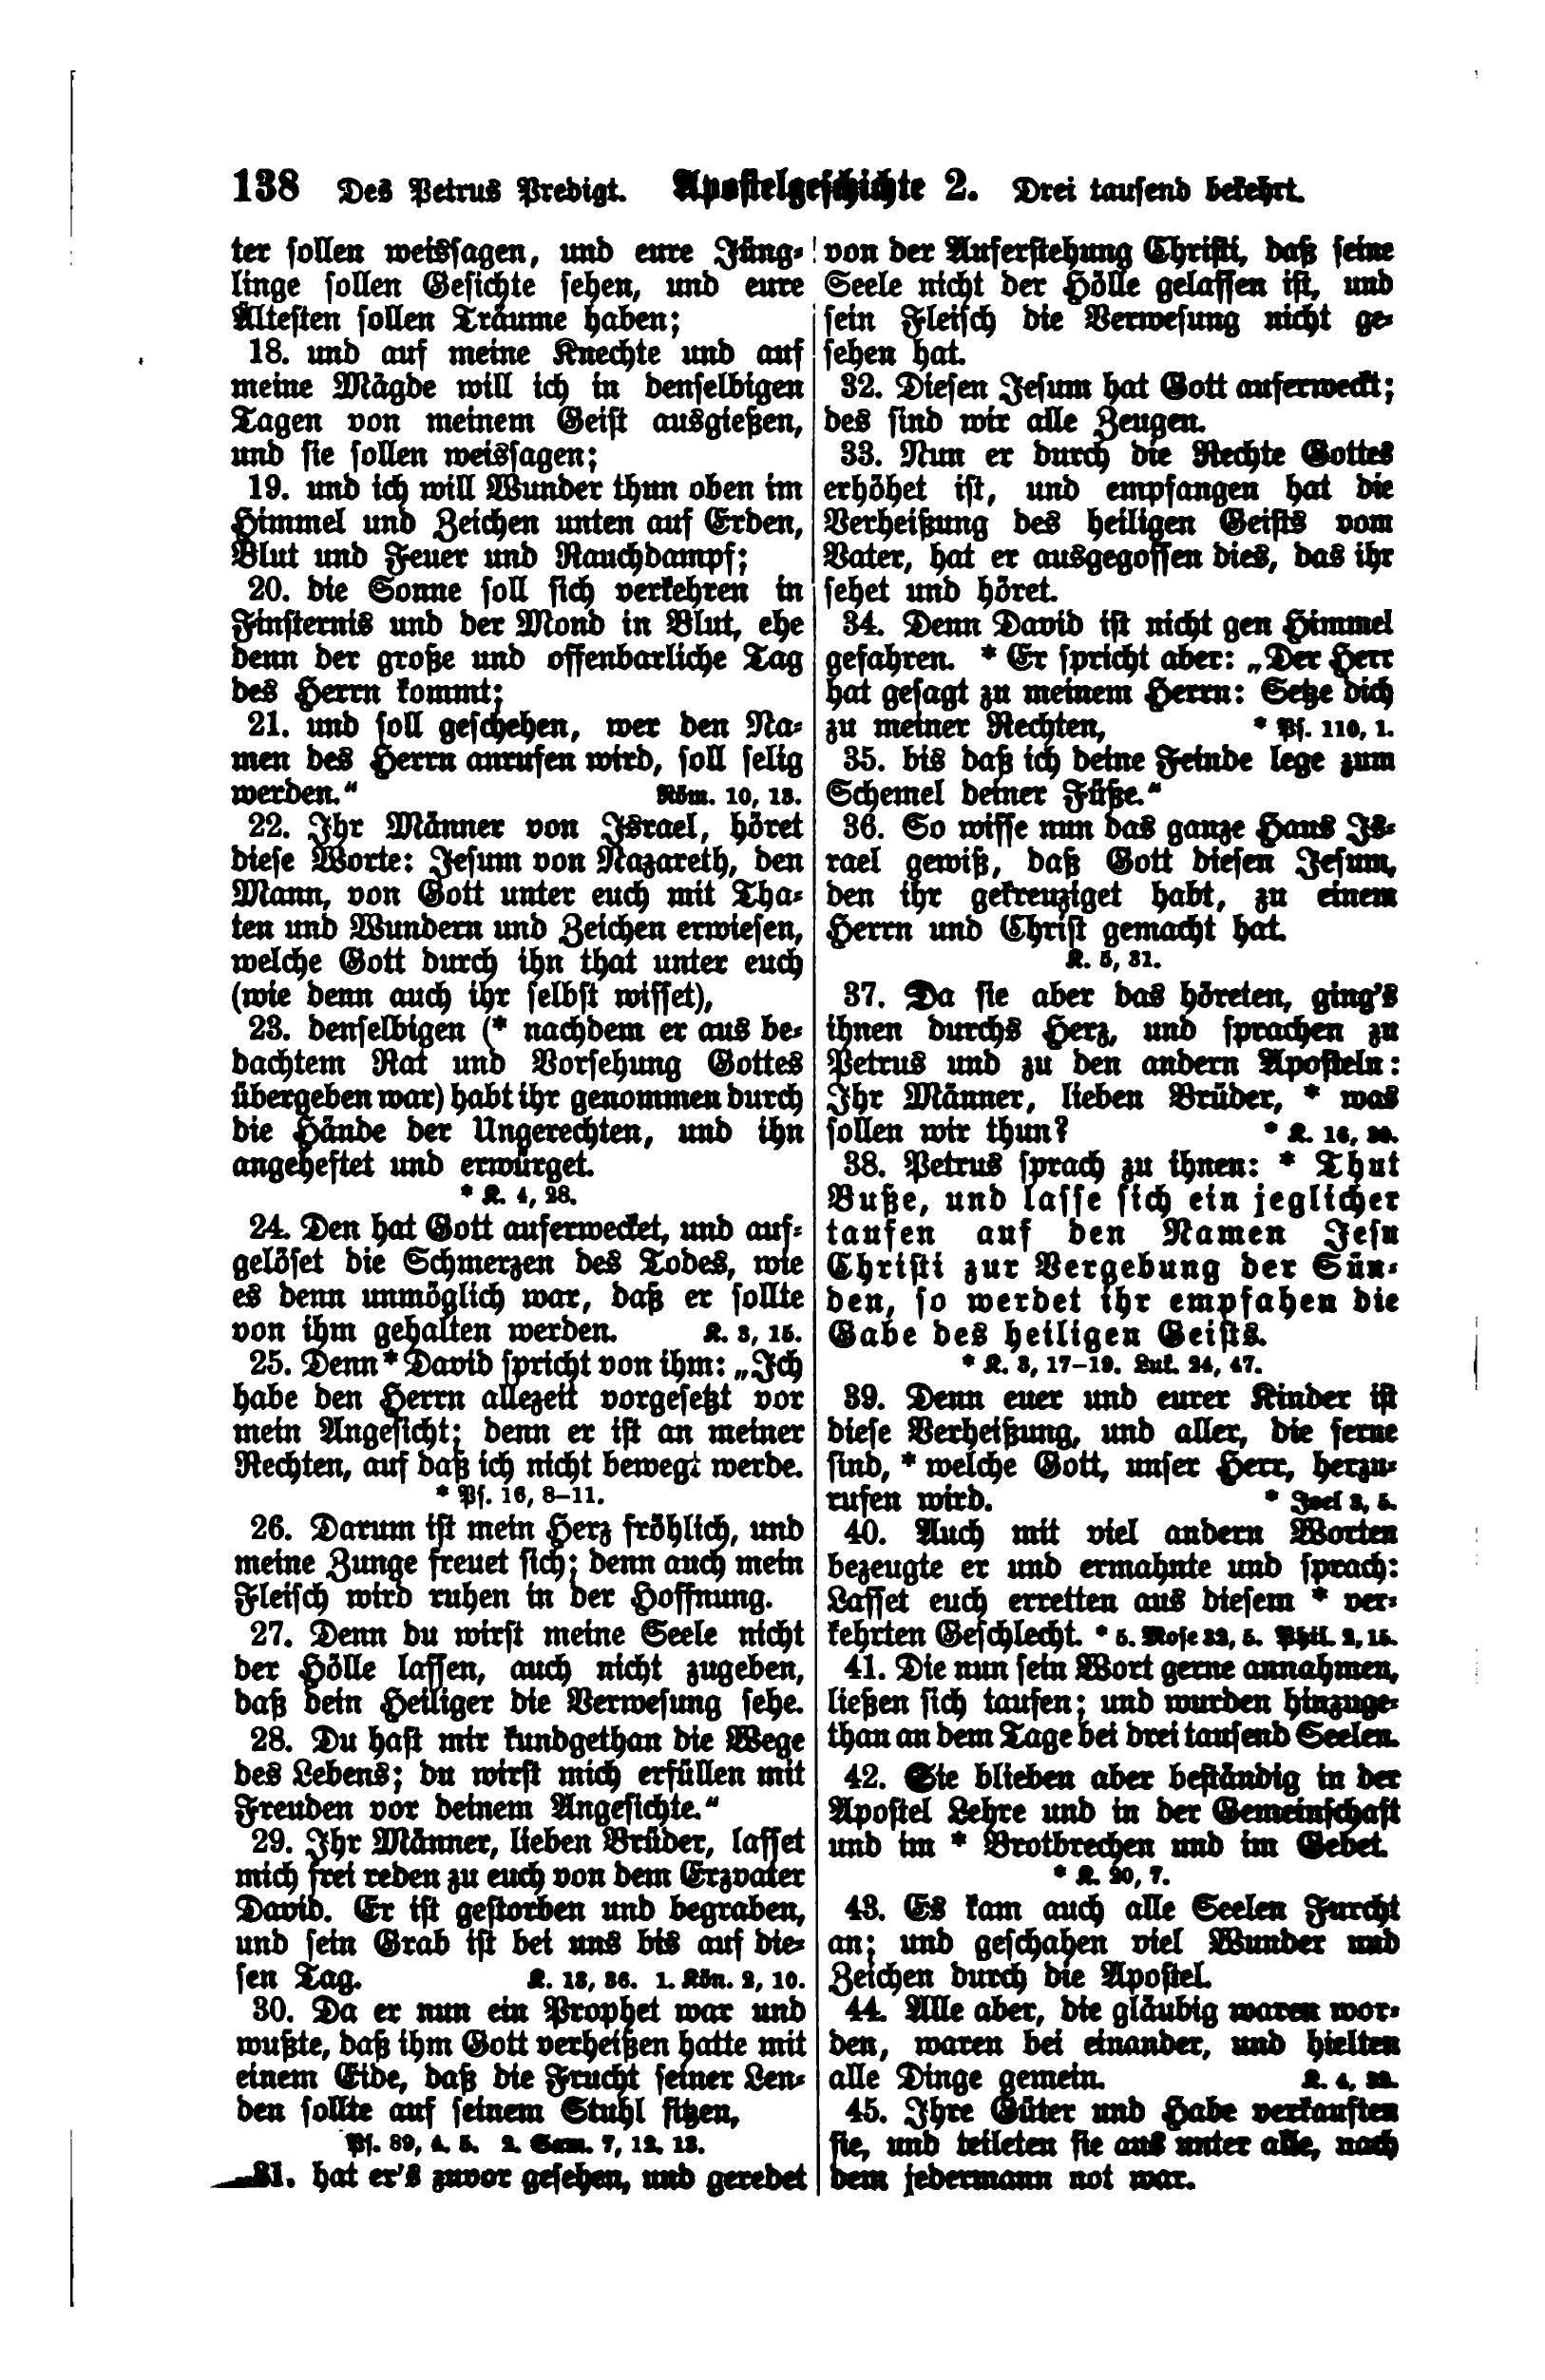 138 Des Petrus Predigt. Apostelgeschichte 2. Drei tausend bekehrt.
ter sollen weissagen, und eure Jüng-
linge sollen Gesichte sehen, und eure
Ältesten sollen Träume haben;
18. und auf meine Knechte und auf
meine Mägde will ich in denselbigen
Tagen von meinem Geist ausgießen,
und sie sollen weissagen;
19. und ich will Wunder thun oben im
Himmel und Zeichen unten auf Erden,
Blut und Feuer und Rauchdampf;
20. die Sonne soll sich verkehren in
Finsternis und der Mond in Blut, ehe
denn der große und offenbarliche Tag
des Herrn kommt;
21. und soll geschehen, wer den Na-
men des Herrn anrufen wird, soll selig
werden.“ Röm. 10, 13.
22. Ihr Männer von Israel, höret
diese Worte: Jesum von Nazareth, den
Mann, von Gott unter euch mit Tha-
ten und Wundern und Zeichen erwiesen,
welche Gott durch ihn that unter euch
(wie denn auch ihr selbst wisset),
23. denselbigen (* nachdem er aus be-
dachtem Rat und Vorsehung Gottes
übergeben war) habt ihr genommen durch
die Hände der Ungerechten, und ihn
angeheftet und erwürget.
* K. 4, 28.
24. Den hat Gott auferwecket, und auf-
gelöset die Schmerzen des Todes, wie
es denn unmöglich war, daß er sollte
von ihm gehalten werden. K. 3, 15.
25. Denn * David spricht von ihm: „Ich
habe den Herrn allezeit vorgesetzt vor
mein Angesicht; denn er ist an meiner
Rechten, auf daß ich nicht bewegt werde.
* Ps. 16, 8–11.
26. Darum ist mein Herz fröhlich, und
meine Zunge freuet sich; denn auch mein
Fleisch wird ruhen in der Hoffnung.
27. Denn du wirst meine Seele nicht
der Hölle lassen, auch nicht zugeben,
daß dein Heiliger die Verwesung sehe.
28. Du hast mir kundgethan die Wege
des Lebens; du wirst mich erfüllen mit
Freuden vor deinem Angesichte.“
29. Ihr Männer, lieben Brüder, lasset
mich frei reden zu euch von dem Erzvater
David. Er ist gestorben und begraben,
und sein Grab ist bei uns bis auf die-
sen Tag. K. 13, 36. 1. Kön. 2, 10.
30. Da er nun ein Prophet war und
wußte, daß ihm Gott verheißen hatte mit
einem Eide, daß die Frucht seiner Len-
den sollte auf seinem Stuhl sitzen,
Ps. 89, 4. 5. 2. Sam. 7, 12. 13.
31. hat er's zuvor gesehen, und geredet
von der Auferstehung Christi, daß seine
Seele nicht der Hölle gelassen ist, und
sein Fleisch die Verwesung nicht ge-
sehen hat.
32. Diesen Jesum hat Gott auferweckt;
des sind wir alle Zeugen.
33. Nun er durch die Rechte Gottes
erhöhet ist, und empfangen hat die
Verheißung des heiligen Geists vom
Vater, hat er ausgegossen dies, das ihr
sehet und höret.
34. Denn David ist nicht gen Himmel
gefahren. * Er spricht aber: „Der Herr
hat gesagt zu meinem Herrn: Setze dich
zu meiner Rechten, * Ps. 110, 1.
35. bis daß ich deine Feinde lege zum
Schemel deiner Füße.“
36. So wisse nun das ganze Haus Is-
rael gewiß, daß Gott diesen Jesum,
den ihr gekreuziget habt, zu einem
Herrn und Christ gemacht hat.
K. 5, 31.
37. Da sie aber das höreten, ging's
ihnen durchs Herz, und sprachen zu
Petrus und zu den andern Aposteln:
Ihr Männer, lieben Brüder, * was
sollen wir thun? * K. 16, 30.
38. Petrus sprach zu ihnen: * Thut
Buße, und lasse sich ein jeglicher
taufen auf den Namen Jesu
Christi zur Vergebung der Sün-
den, so werdet ihr empfahen die
Gabe des heiligen Geists.
* K. 3, 17–19. Luk. 24, 47.
39. Denn euer und eurer Kinder ist
diese Verheißung, und aller, die ferne
sind, * welche Gott, unser Herr, herzu-
rufen wird. * Joel 3, 5.
40. Auch mit viel andern Worten
bezeugte er und ermahnte und sprach:
Lasset euch erretten aus diesem * ver-
kehrten Geschlecht. * 5. Mose 32, 5. Phil. 2, 15.
41. Die nun sein Wort gerne annahmen,
ließen sich taufen; und wurden hinzuge-
than an dem Tage bei drei tausend Seelen.
42. Sie blieben aber beständig in der
Apostel Lehre und in der Gemeinschaft
und im * Brotbrechen und im Gebet.
* K. 20, 7.
43. Es kam auch alle Seelen Furcht
an; und geschahen viel Wunder und
Zeichen durch die Apostel.
44. Alle aber, die gläubig waren wor-
den, waren bei einander, und hielten
alle Dinge gemein. K. 4, 32.
45. Ihre Güter und Habe verkauften
sie, und teileten sie aus unter alle, nach
dem jedermann not war.